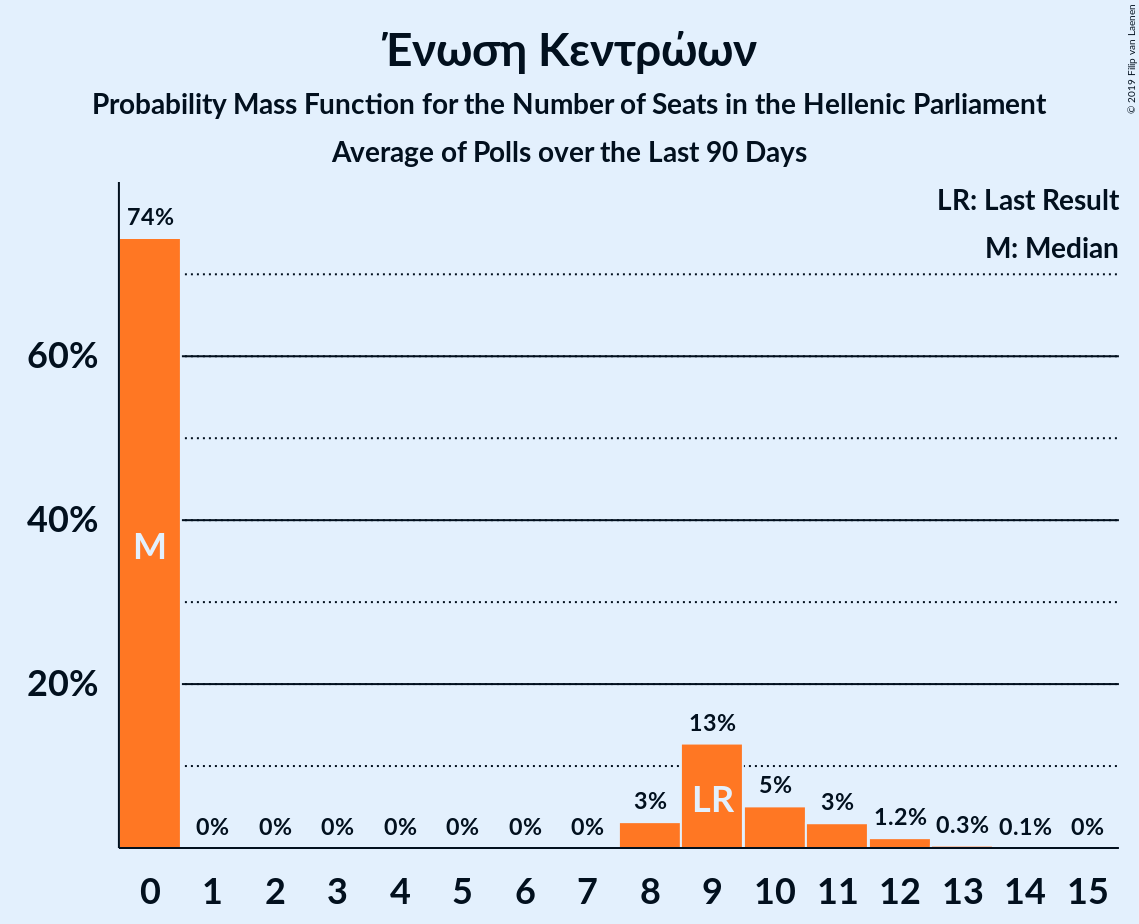 Ένωση Κεντρώων
Probability Mass Function for the Number of Seats in the Hellenic Parliament
Average of Polls over the Last 90 Days
© 2019 Filip van Laenen
LR: Last Result
M: Median
74%
60%
40%
20%
M
0% 0% 0% 0% 0% 0% 0% 3% 13% 5% 3% 1.2% 0.3% 0.1% 0%
LR
0 1 2 3 4 5 6 7 8 9 10 11 12 13 14 15